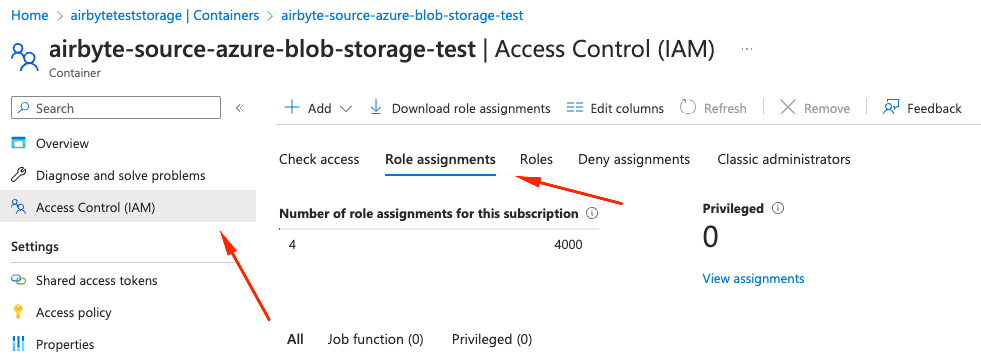 Home > airbyteteststorage | Containers > airbyte-source-azure-blob-storage-test
airbyte-source-azure-blob-storage-test | Access Control (IAM) ...
Container
Search «
Add Download role assignments Edit columns Refresh Remove Feedback
Overview
Diagnose and solve problems
Access Control (IAM)
Settings
Shared access tokens
Access policy
Properties
Check access Role assignments Roles Deny assignments Classic administrators
Number of role assignments for this subscription
4 4000
Privileged
0
View assignments
All Job function (0) Privileged (0)